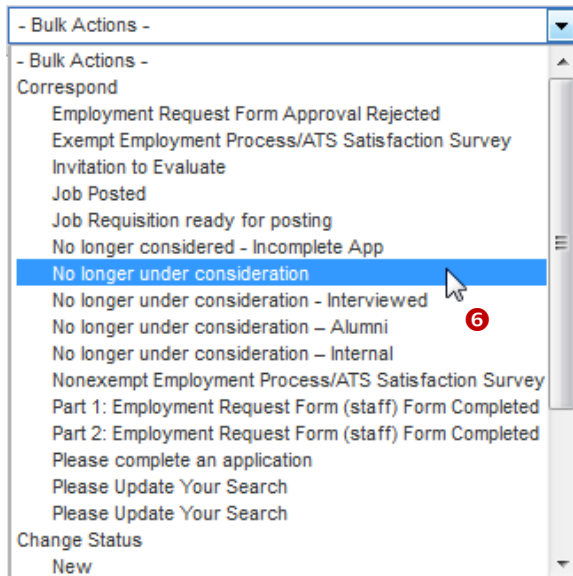 - Bulk Actions -
- Bulk Actions -
Correspond
Employment Request Form Approval Rejected
Exempt Employment Process/ATS Satisfaction Survey
Invitation to Evaluate
Job Posted
Job Requisition ready for posting
No longer considered - Incomplete App
No longer under consideration
No longer under consideration - Interviewed
6
No longer under consideration – Alumni
No longer under consideration – Internal
Nonexempt Employment Process/ATS Satisfaction Survey
Part 1: Employment Request Form (staff) Form Completed
Part 2: Employment Request Form (staff) Form Completed
Please complete an application
Please Update Your Search
Please Update Your Search
Change Status
New